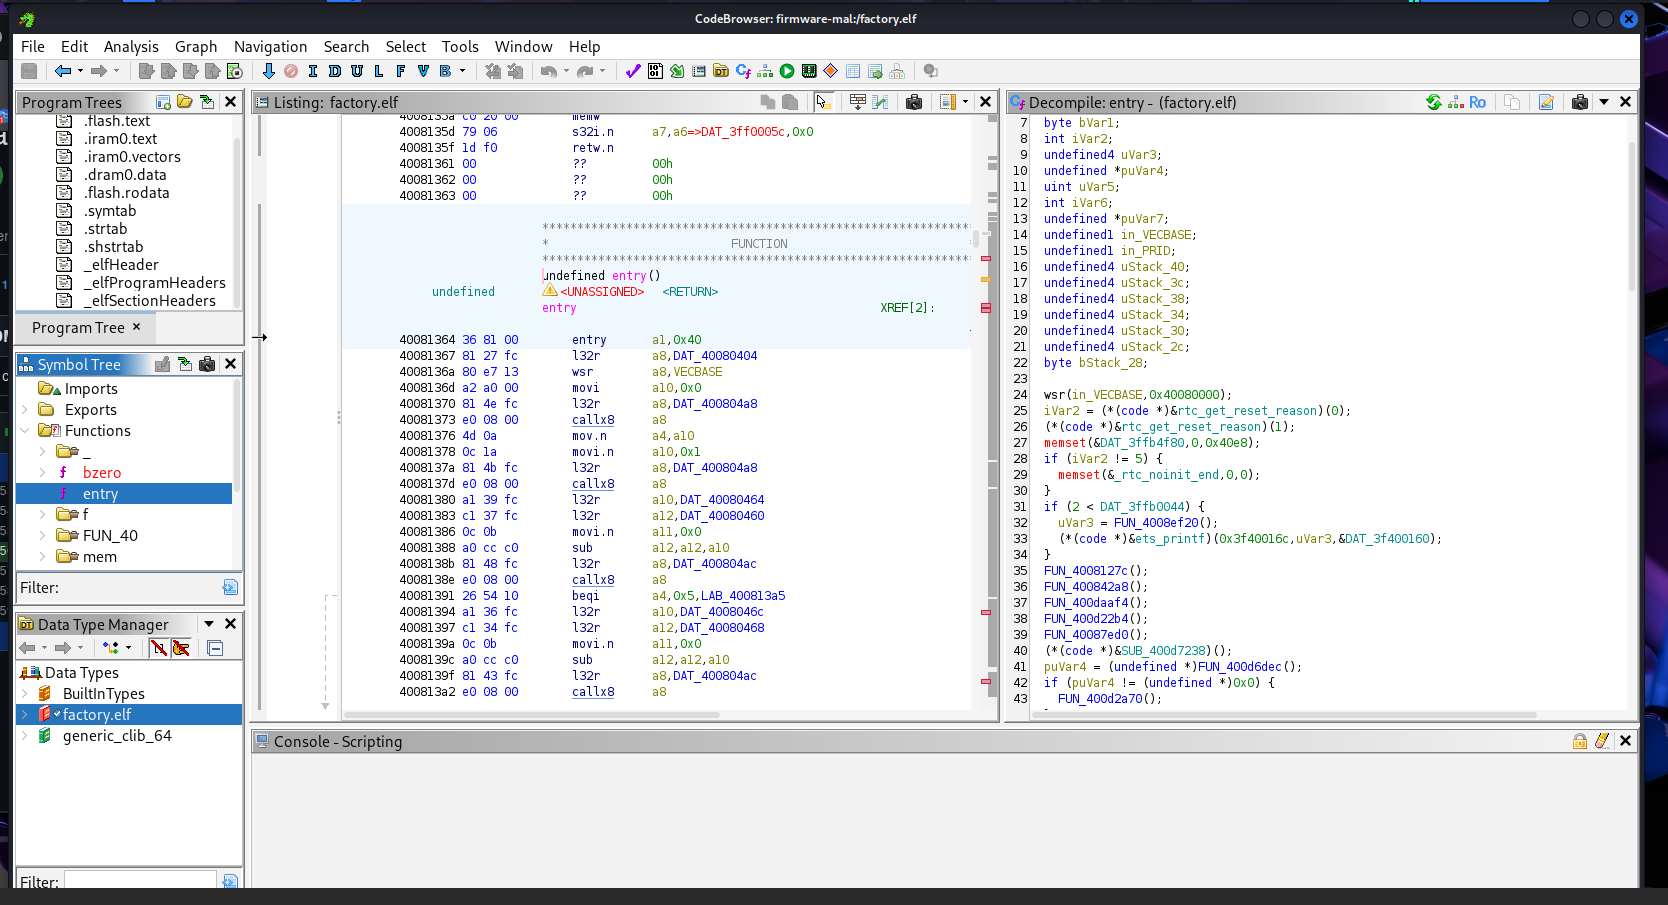 CodeBrowser: firmware-mal:/factory.elf
File Edit Analysis Graph Navigation Search Select Tools Window Help
I D U L F V B
Program Trees
.flash.text
.iram0.text
.iram0.vectors
.dram0.data
.flash.rodata
.symtab
.strtab
.shstrtab
_elfHeader
_elfProgramHeaders
_elfSectionHeaders
Program Tree ×
Symbol Tree
Imports
Exports
Functions
_
f bzero
f entry
f
FUN_40
mem
Filter:
Data Type Manager
Data Types
BuiltInTypes
factory.elf
generic_clib_64
Filter:
Listing: factory.elf
4008135a c0 20 00 memw
4008135d 79 06 s32i.n a7,a6=>DAT_3ff0005c,0x0
4008135f 1d f0 retw.n
40081361 00 ?? 00h
40081362 00 ?? 00h
40081363 00 ?? 00h
*************************************************************
* FUNCTION
*************************************************************
undefined entry()
undefined <UNASSIGNED> <RETURN>
entry XREF[2]:
40081364 36 81 00 entry a1,0x40
40081367 81 27 fc l32r a8,DAT_40080404
4008136a 80 e7 13 wsr a8,VECBASE
4008136d a2 a0 00 movi a10,0x0
40081370 81 4e fc l32r a8,DAT_400804a8
40081373 e0 08 00 callx8 a8
40081376 4d 0a mov.n a4,a10
40081378 0c 1a movi.n a10,0x1
4008137a 81 4b fc l32r a8,DAT_400804a8
4008137d e0 08 00 callx8 a8
40081380 a1 39 fc l32r a10,DAT_40080464
40081383 c1 37 fc l32r a12,DAT_40080460
40081386 0c 0b movi.n a11,0x0
40081388 a0 cc c0 sub a12,a12,a10
4008138b 81 48 fc l32r a8,DAT_400804ac
4008138e e0 08 00 callx8 a8
40081391 26 54 10 beqi a4,0x5,LAB_400813a5
40081394 a1 36 fc l32r a10,DAT_4008046c
40081397 c1 34 fc l32r a12,DAT_40080468
4008139a 0c 0b movi.n a11,0x0
4008139c a0 cc c0 sub a12,a12,a10
4008139f 81 43 fc l32r a8,DAT_400804ac
400813a2 e0 08 00 callx8 a8
Decompile: entry - (factory.elf)
7 byte bVar1;
8 int iVar2;
9 undefined4 uVar3;
10 undefined *puVar4;
11 uint uVar5;
12 int iVar6;
13 undefined *puVar7;
14 undefined1 in_VECBASE;
15 undefined1 in_PRID;
16 undefined4 uStack_40;
17 undefined4 uStack_3c;
18 undefined4 uStack_38;
19 undefined4 uStack_34;
20 undefined4 uStack_30;
21 undefined4 uStack_2c;
22 byte bStack_28;
23
24 wsr(in_VECBASE,0x40080000);
25 iVar2 = (*(code *)&rtc_get_reset_reason)(0);
26 (*(code *)&rtc_get_reset_reason)(1);
27 memset(&DAT_3ffb4f80,0,0x40e8);
28 if (iVar2 != 5) {
29 memset(&_rtc_noinit_end,0,0);
30 }
31 if (2 < DAT_3ffb0044) {
32 uVar3 = FUN_4008ef20();
33 (*(code *)&ets_printf)(0x3f40016c,uVar3,&DAT_3f400160);
34 }
35 FUN_4008127c();
36 FUN_400842a8();
37 FUN_400daaf4();
38 FUN_400d22b4();
39 FUN_40087ed0();
40 (*(code *)&SUB_400d7238)();
41 puVar4 = (undefined *)FUN_400d6dec();
42 if (puVar4 != (undefined *)0x0) {
43 FUN_400d2a70();
Console - Scripting